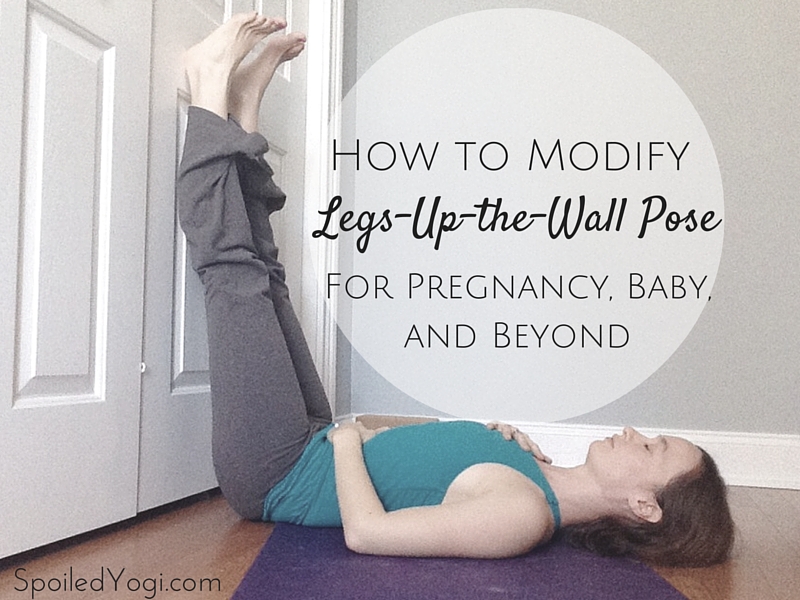 How to Modify
Legs-Up-the-Wall Pose
For Pregnancy, Baby,
and Beyond
SpoiledYogi.com